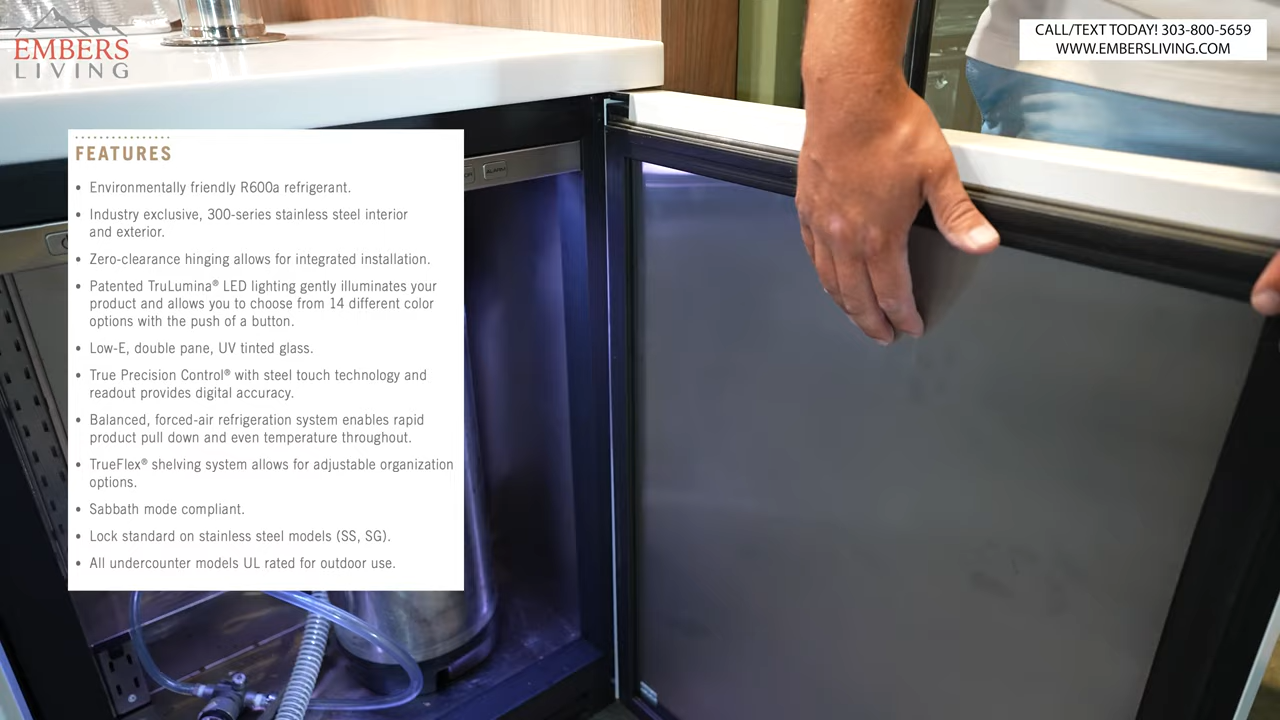 EMBERS
LIVING
CALL/TEXT TODAY! 303-800-5659
WWW.EMBERSLIVING.COM
FEATURES
• Environmentally friendly R600a refrigerant.
• Industry exclusive, 300-series stainless steel interior
and exterior.
• Zero-clearance hinging allows for integrated installation.
• Patented TruLumina® LED lighting gently illuminates your
product and allows you to choose from 14 different color
options with the push of a button.
• Low-E, double pane, UV tinted glass.
• True Precision Control® with steel touch technology and
readout provides digital accuracy.
• Balanced, forced-air refrigeration system enables rapid
product pull down and even temperature throughout.
• TrueFlex® shelving system allows for adjustable organization
options.
• Sabbath mode compliant.
• Lock standard on stainless steel models (SS, SG).
• All undercounter models UL rated for outdoor use.
ALARM